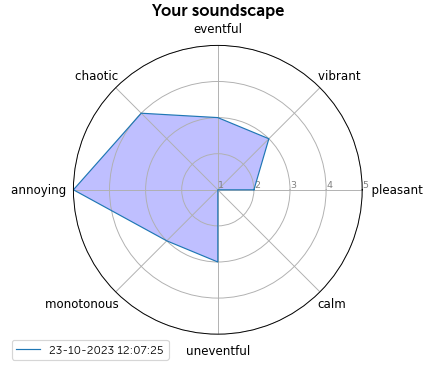 Your soundscape
eventful
chaotic
vibrant
annoying
1 2 3 4 5
pleasant
monotonous
calm
uneventful
23-10-2023 12:07:25